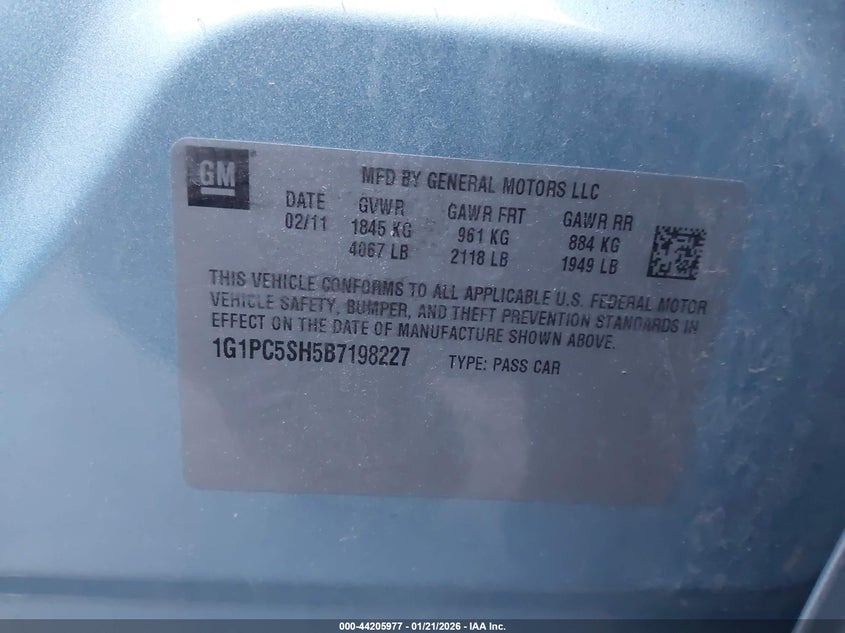 GM
MFD BY GENERAL MOTORS LLC
DATE GVWR GAWR FRT GAWR RR
02/11 1845 KG 961 KG 884 KG
4067 LB 2118 LB 1949 LB
THIS VEHICLE CONFORMS TO ALL APPLICABLE U.S. FEDERAL MOTOR
VEHICLE SAFETY, BUMPER, AND THEFT PREVENTION STANDARDS IN
EFFECT ON THE DATE OF MANUFACTURE SHOWN ABOVE.
1G1PC5SH5B7198227 TYPE: PASS CAR
000-44205977 - 01/21/2026 - IAA Inc.